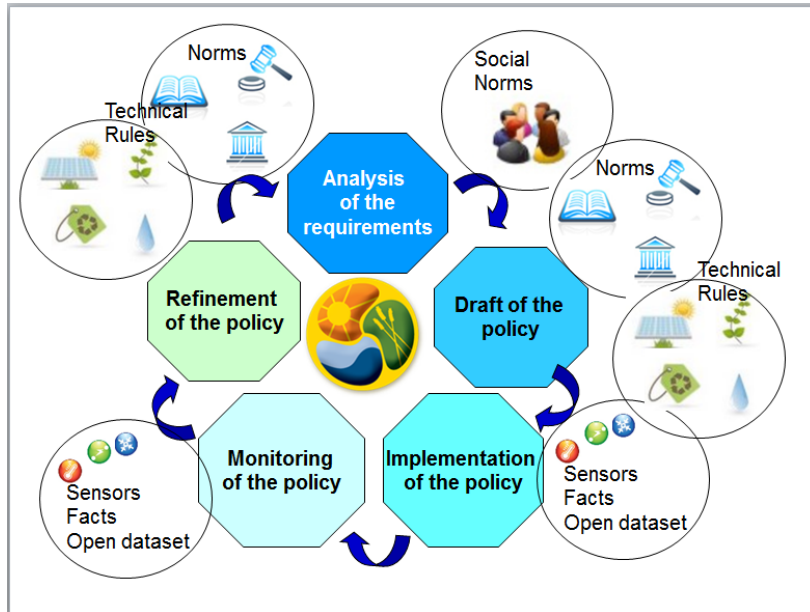 Norms
Technical
Rules
Social
Norms
Analysis
of the
requirements
Norms
Technical
Rules
Refinement
of the policy
Draft of the
policy
Monitoring
of the policy
Implementation
of the policy
Sensors
Facts
Open dataset
Sensors
Facts
Open dataset